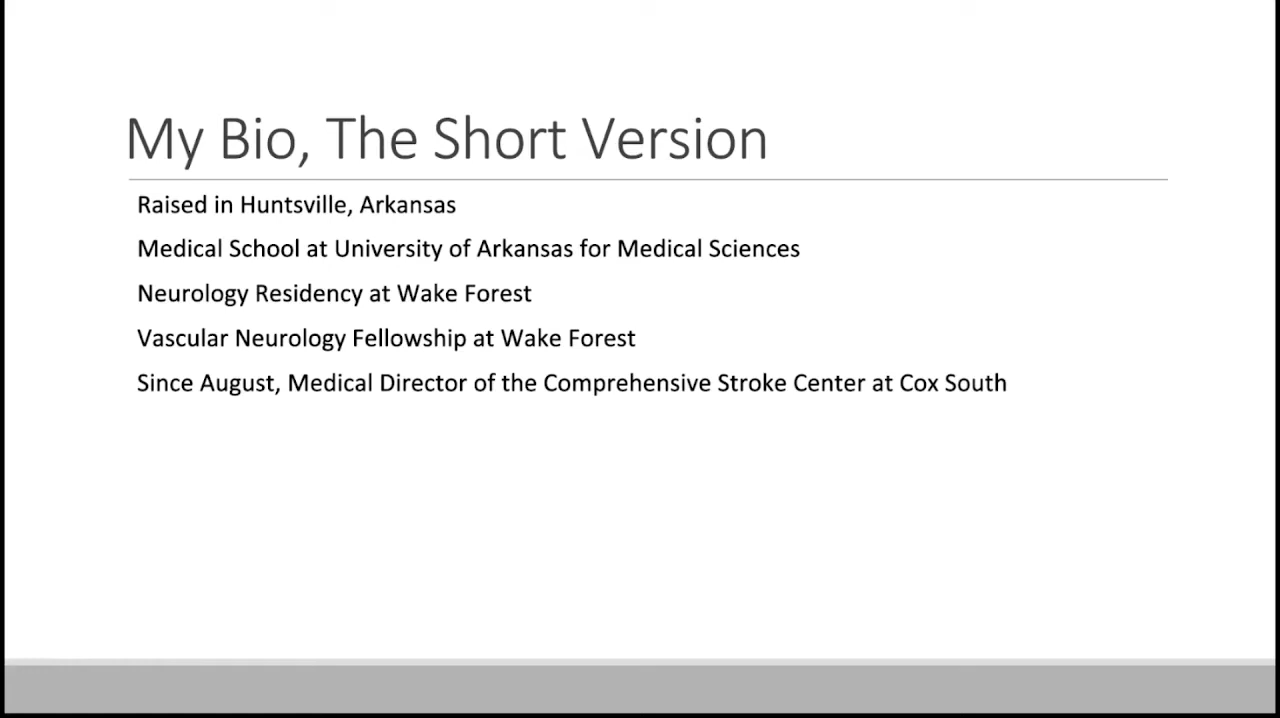 My Bio, The Short Version
Raised in Huntsville, Arkansas
Medical School at University of Arkansas for Medical Sciences
Neurology Residency at Wake Forest
Vascular Neurology Fellowship at Wake Forest
Since August, Medical Director of the Comprehensive Stroke Center at Cox South